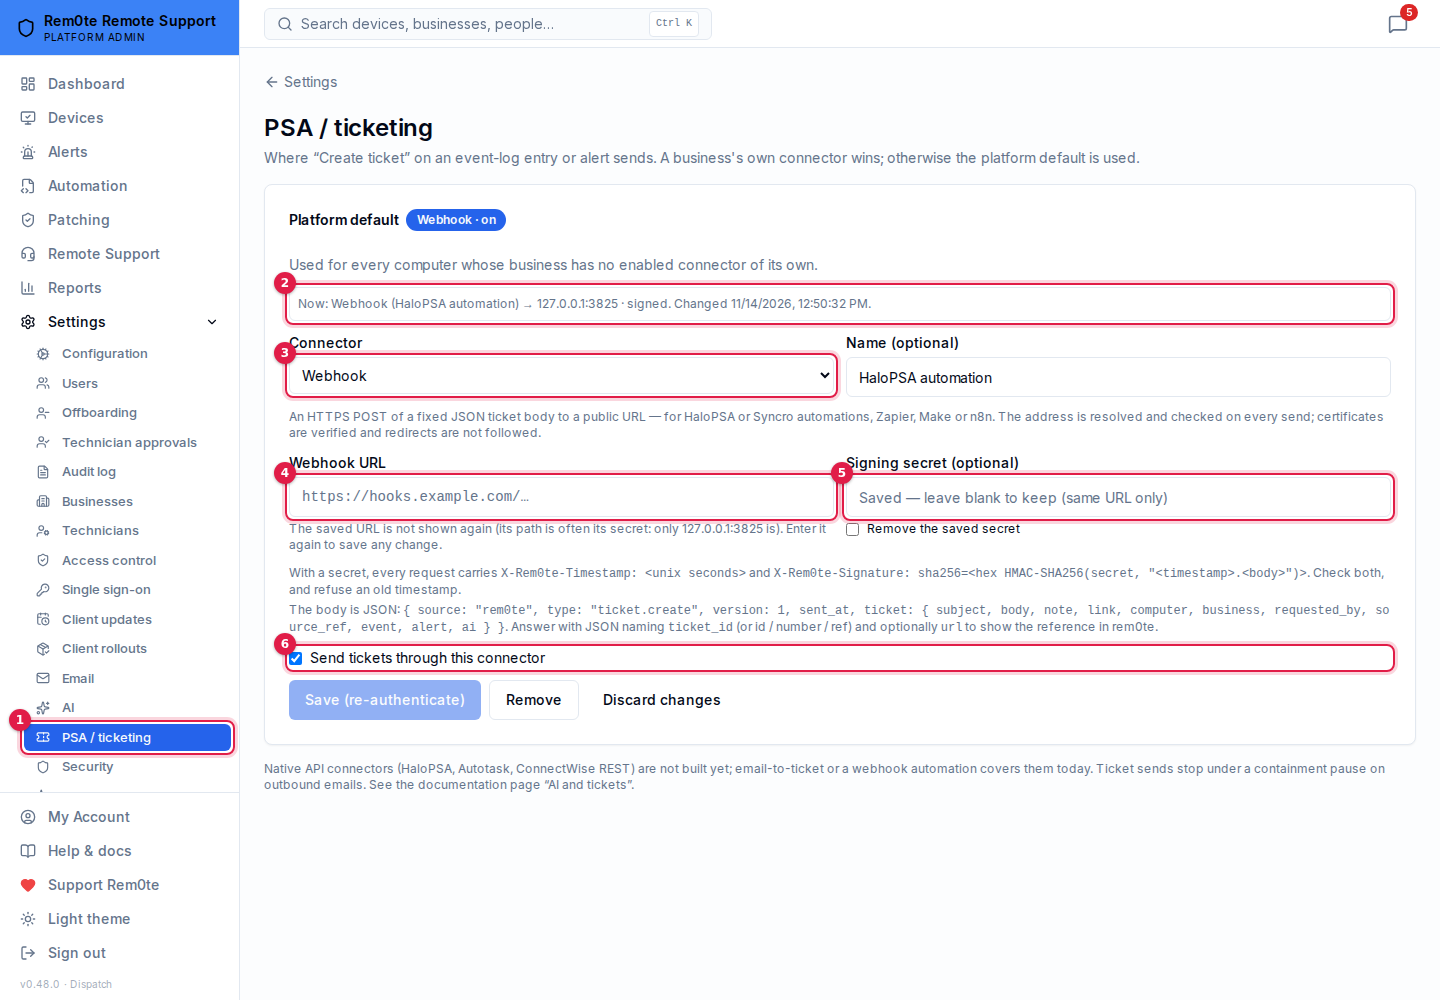 Rem0te Remote Support
PLATFORM ADMIN
Search devices, businesses, people…
Ctrl K
5
Dashboard
Devices
Alerts
Automation
Patching
Remote Support
Reports
Settings
Configuration
Users
Offboarding
Technician approvals
Audit log
Businesses
Technicians
Access control
Single sign-on
Client updates
Client rollouts
Email
AI
1
PSA / ticketing
Security
My Account
Help & docs
Support Rem0te
Light theme
Sign out
v0.48.0 · Dispatch
Settings
PSA / ticketing
Where “Create ticket” on an event-log entry or alert sends. A business's own connector wins; otherwise the platform default is used.
Platform default
Webhook · on
Used for every computer whose business has no enabled connector of its own.
2
Now: Webhook (HaloPSA automation) → 127.0.0.1:3825 · signed. Changed 11/14/2026, 12:50:32 PM.
Connector
Name (optional)
3
Webhook
HaloPSA automation
An HTTPS POST of a fixed JSON ticket body to a public URL — for HaloPSA or Syncro automations, Zapier, Make or n8n. The address is resolved and checked on every send; certificates
are verified and redirects are not followed.
Webhook URL
Signing secret (optional)
4
https://hooks.example.com/…
5
Saved — leave blank to keep (same URL only)
The saved URL is not shown again (its path is often its secret: only 127.0.0.1:3825 is). Enter it
again to save any change.
Remove the saved secret
With a secret, every request carries X-Rem0te-Timestamp: <unix seconds> and X-Rem0te-Signature: sha256=<hex HMAC-SHA256(secret, "<timestamp>.<body>")>. Check both,
and refuse an old timestamp.
The body is JSON: { source: "rem0te", type: "ticket.create", version: 1, sent_at, ticket: { subject, body, note, link, computer, business, requested_by, so
urce_ref, event, alert, ai } }. Answer with JSON naming ticket_id (or id / number / ref) and optionally url to show the reference in rem0te.
6
Send tickets through this connector
Save (re-authenticate)
Remove
Discard changes
Native API connectors (HaloPSA, Autotask, ConnectWise REST) are not built yet; email-to-ticket or a webhook automation covers them today. Ticket sends stop under a containment pause on
outbound emails. See the documentation page “AI and tickets”.